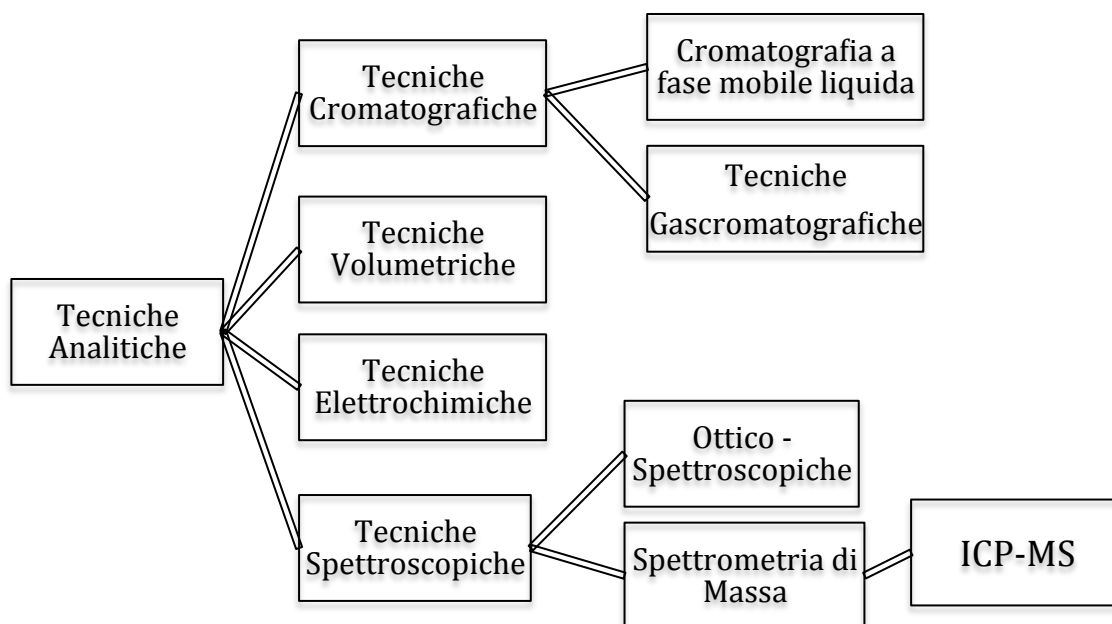 Tecniche
Cromatografiche
Cromatografia a
fase mobile liquida
Tecniche
Gascromatografiche
Tecniche
Volumetriche
Tecniche
Analitiche
Tecniche
Elettrochimiche
Tecniche
Spettroscopiche
Ottico -
Spettroscopiche
Spettrometria di
Massa
ICP-MS